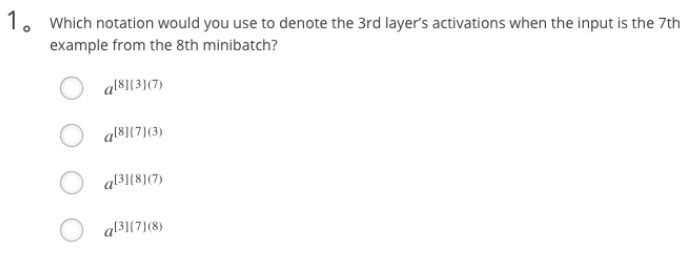 1。 Which notation would you use to denote the 3rd layer's activations when the input is the 7th
example from the 8th minibatch?
a[8]{3}(7)
a[8]{7}(3)
a[3]{8}(7)
a[3]{7}(8)